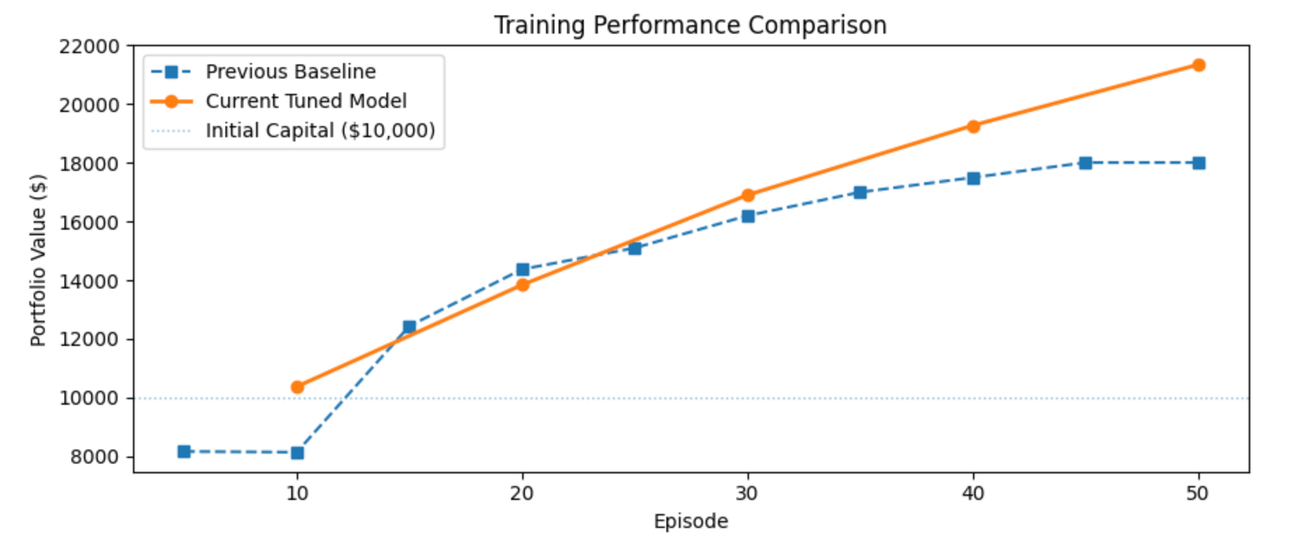 Training Performance Comparison
22000
20000
18000
16000
14000
12000
10000
8000
Portfolio Value ($)
Previous Baseline
Current Tuned Model
Initial Capital ($10,000)
10 20 30 40 50
Episode